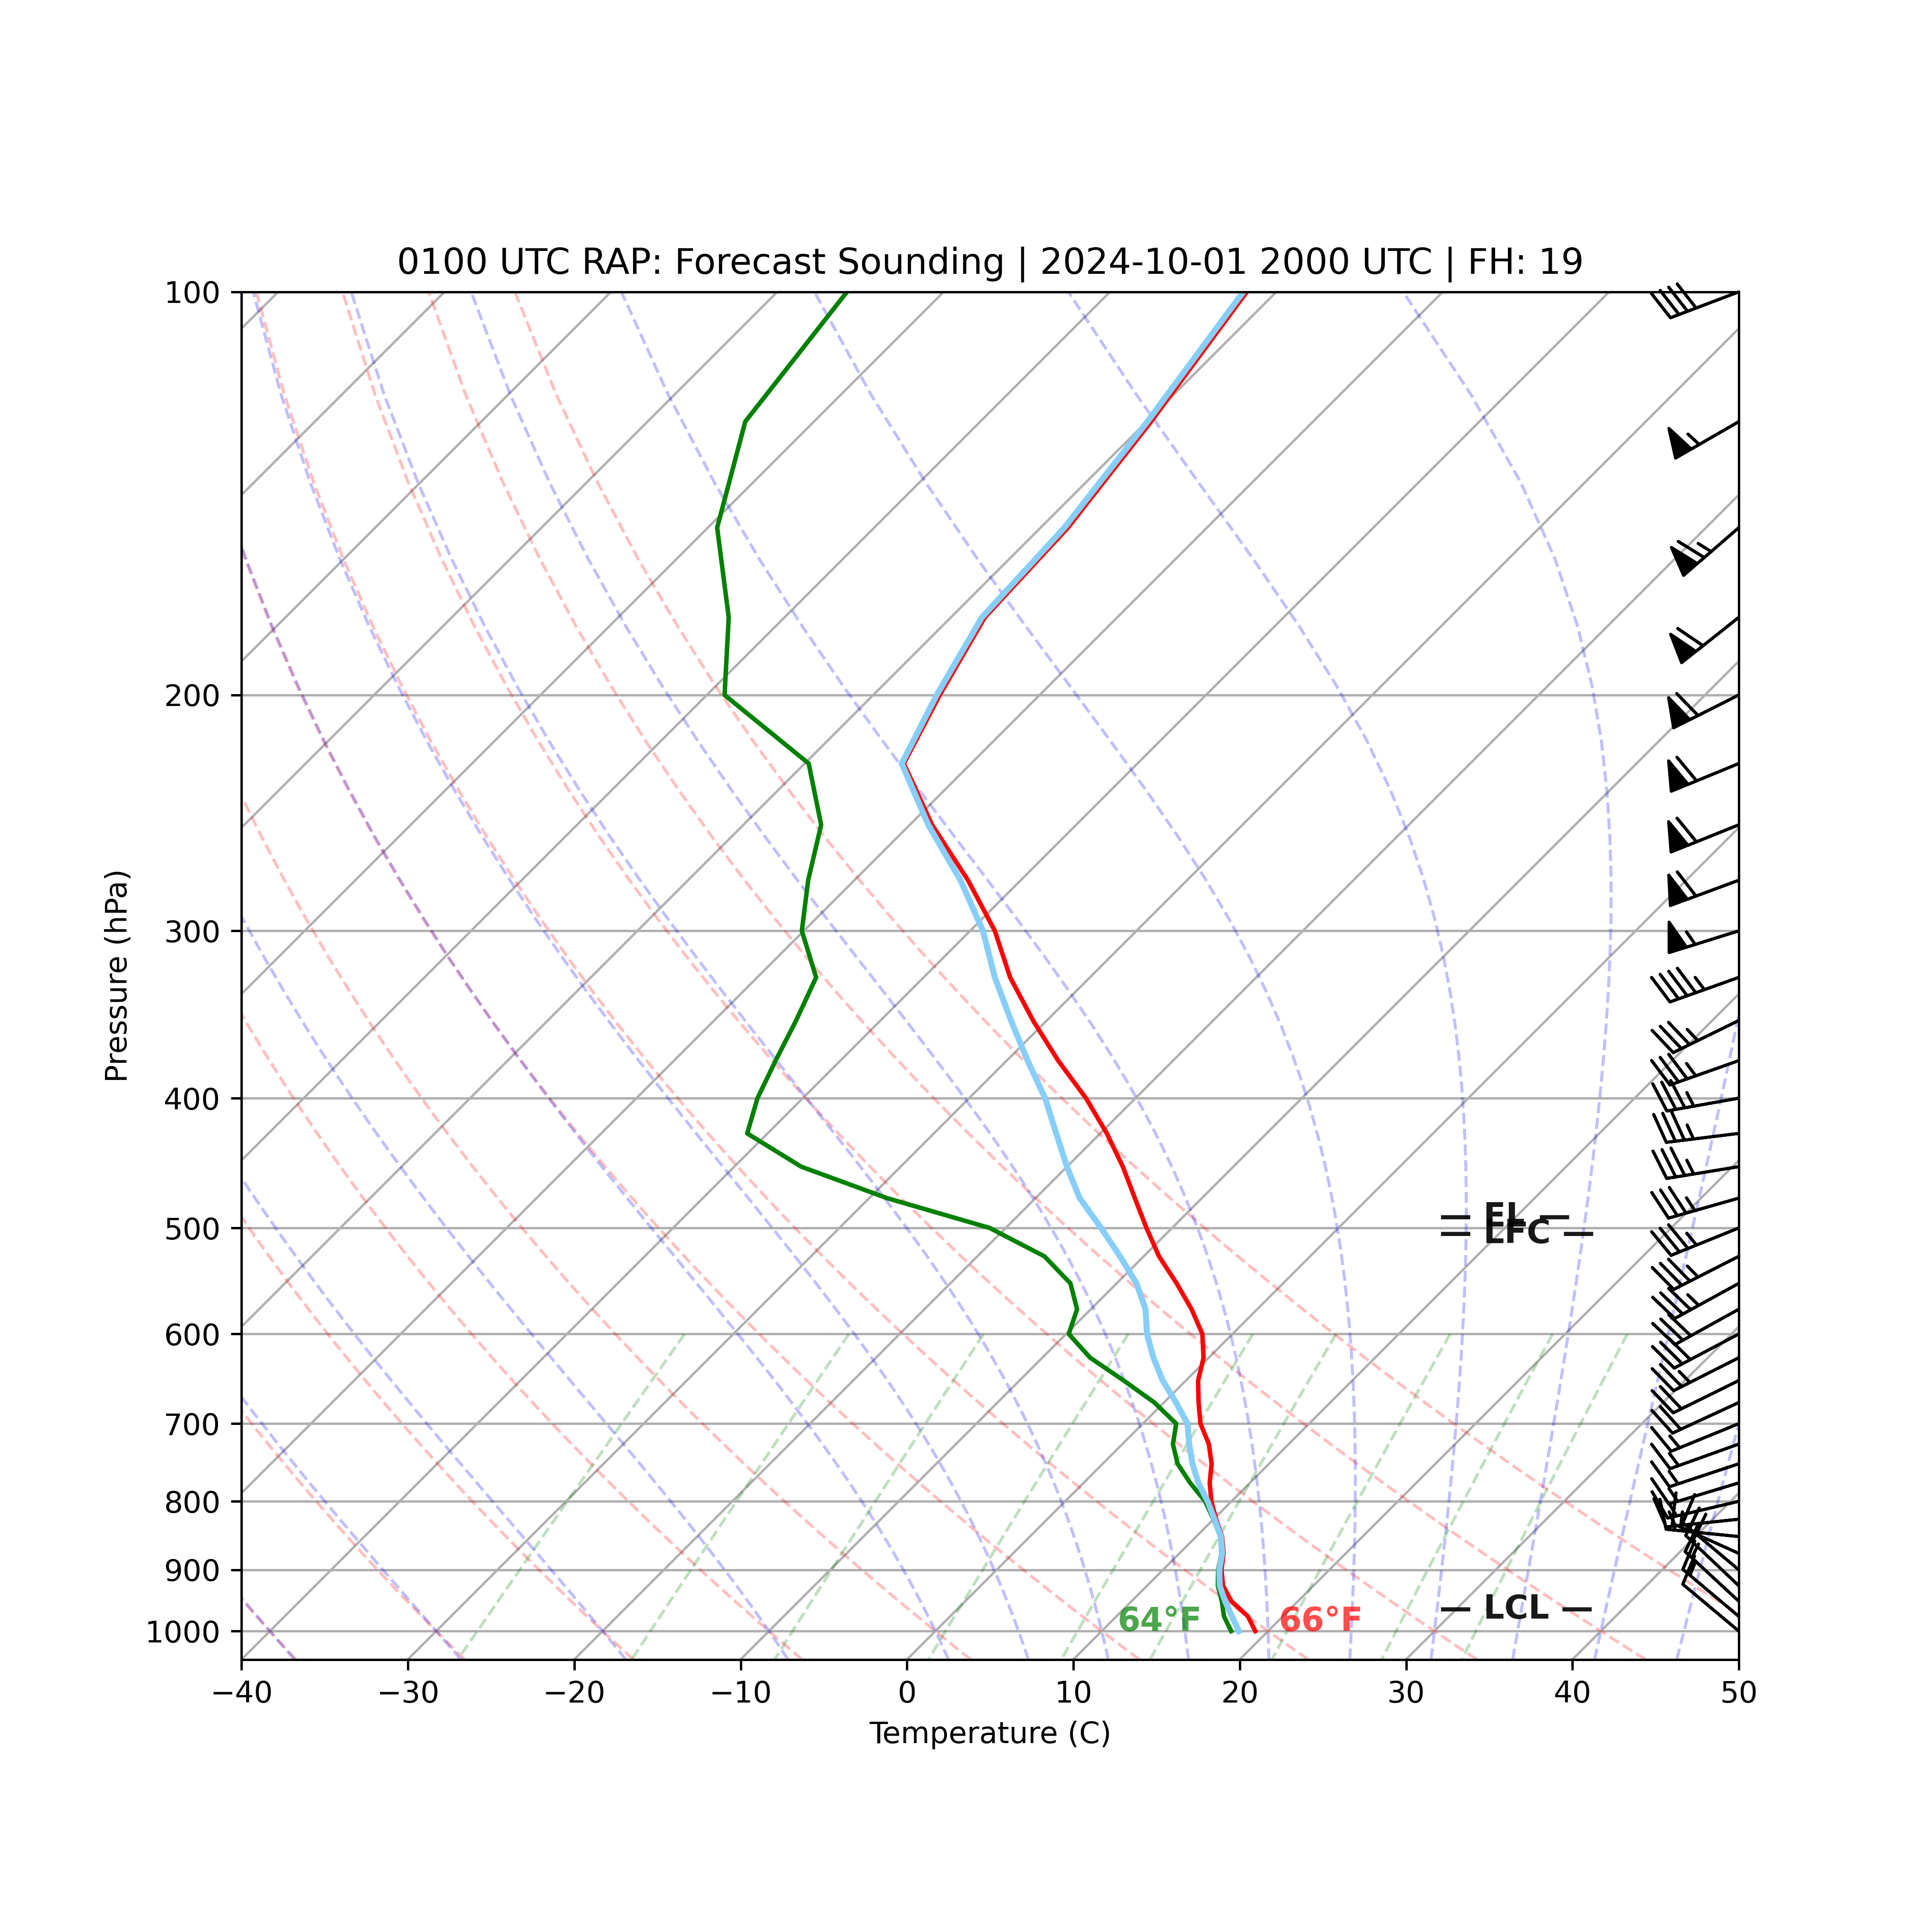 0100 UTC RAP: Forecast Sounding | 2024-10-01 2000 UTC | FH: 19
100
200
300
400
500
600
700
800
900
1000
Pressure (hPa)
— EL —
— LFC —
— LCL —
64°F
66°F
−40 −30 −20 −10 0 10 20 30 40 50
Temperature (C)